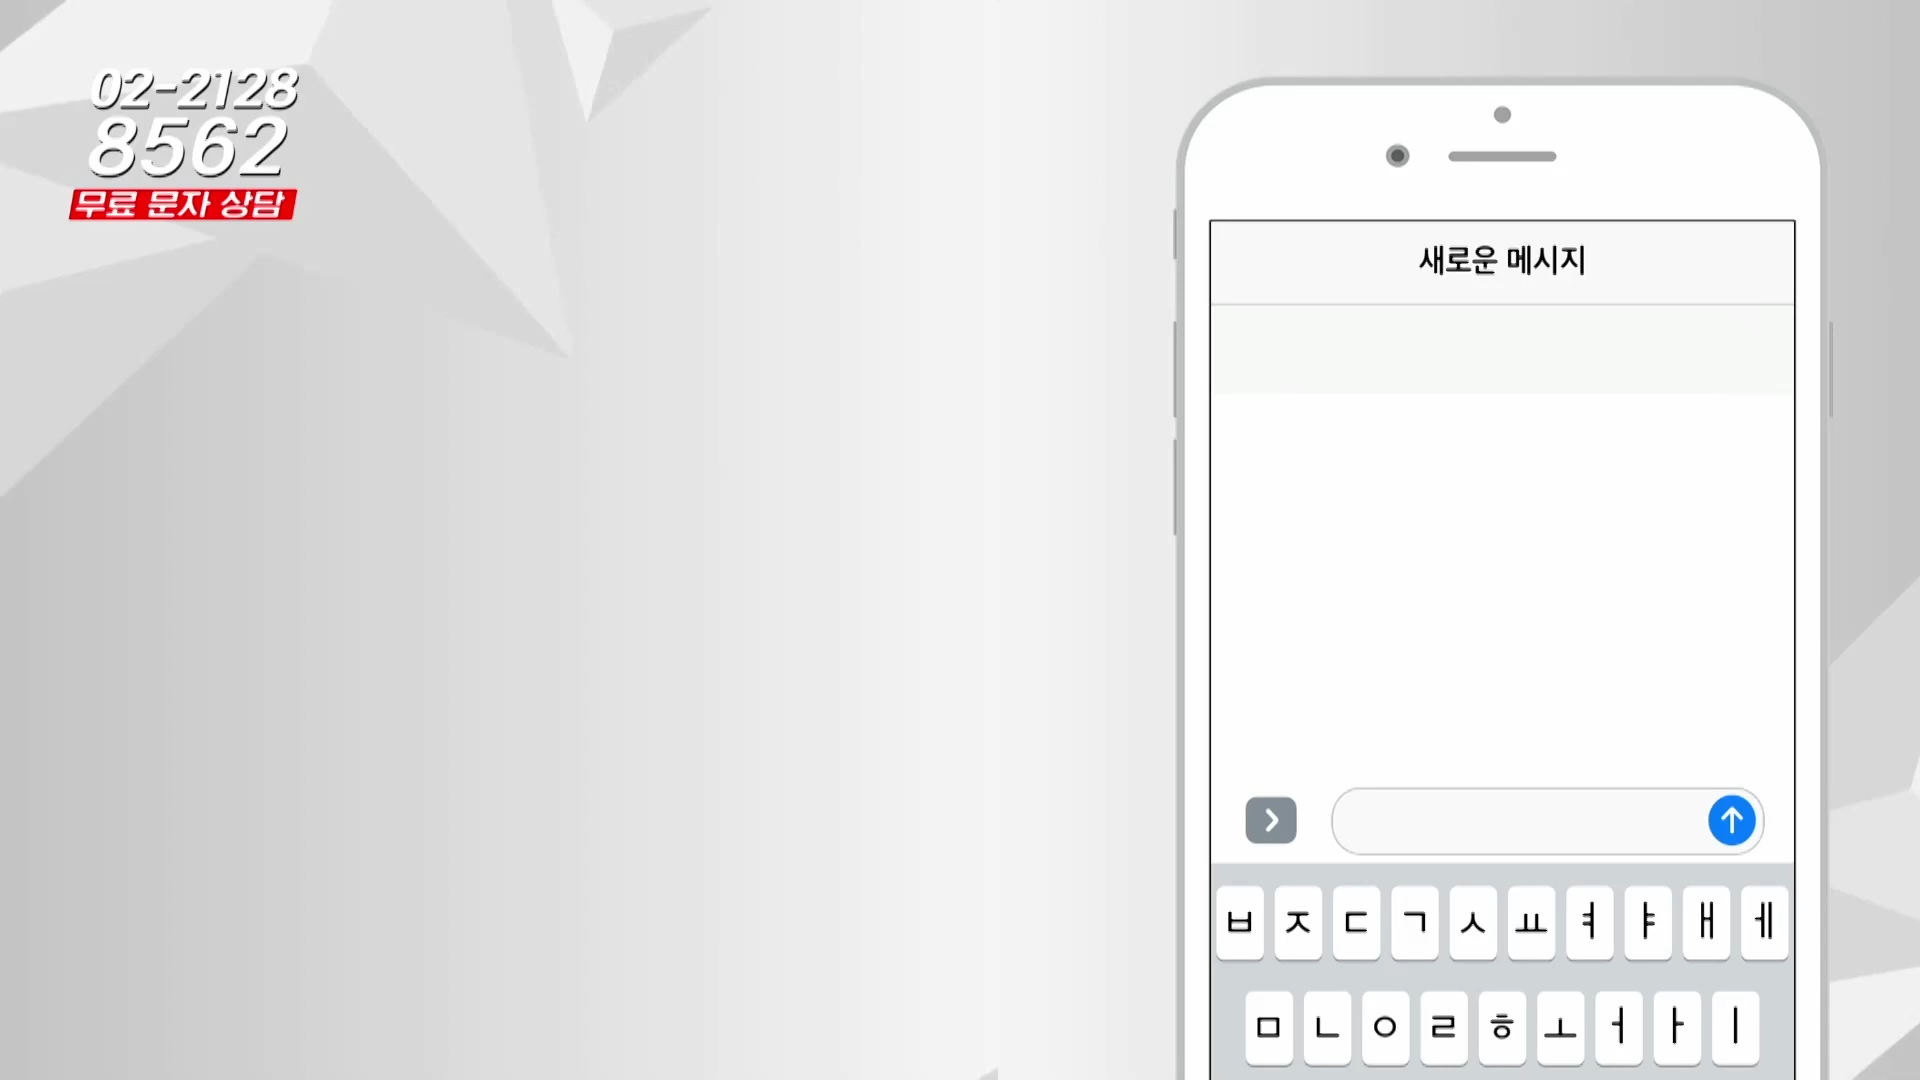 02-2128
8562
무료 문자 상담
새로운 메시지
ㅂ ㅈ ㄷ ㄱ ㅅ ㅛ ㅕ ㅑ ㅐ ㅔ
ㅁ ㄴ ㅇ ㄹ ㅎ ㅗ ㅓ ㅏ ㅣ